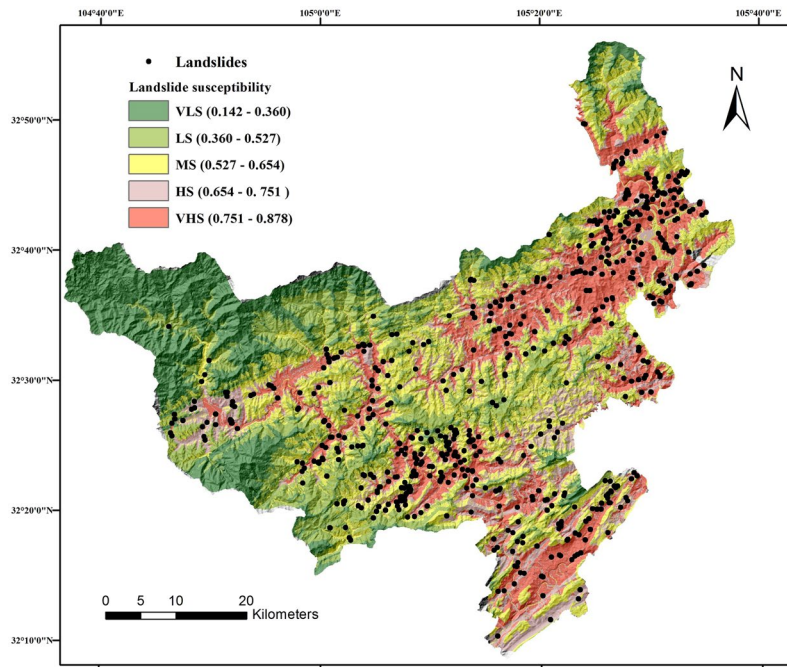 104°40'0"E 105°0'0"E 105°20'0"E 105°40'0"E
Landslides
Landslide susceptibility
VLS (0.142 - 0.360)
LS (0.360 - 0.527)
MS (0.527 - 0.654)
HS (0.654 - 0. 751 )
VHS (0.751 - 0.878)
N
32°50'0"N
32°40'0"N
32°30'0"N
32°20'0"N
32°10'0"N
0 5 10 20
Kilometers